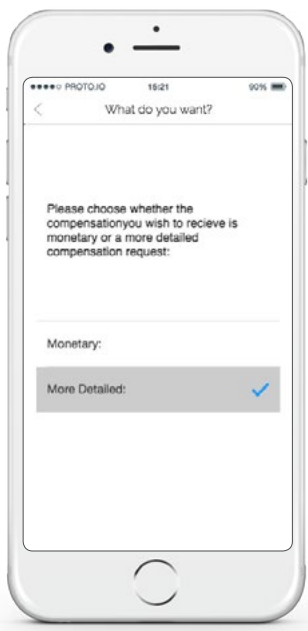 PROTO.IO 15:21 90%
What do you want?
Please choose whether the
compensationyou wish to recieve is
monetary or a more detailed
compensation request:
Monetary:
More Detailed: